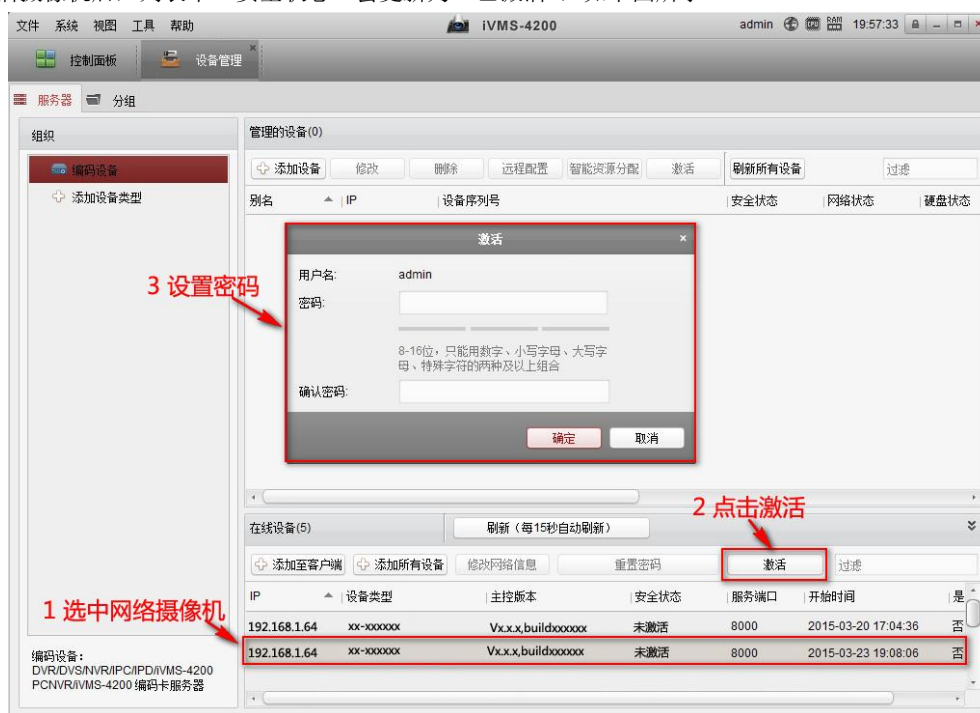 文件 系统 视图 工具 帮助 iVMS-4200 admin 19:57:33
控制面板 设备管理
服务器 分组
组织
编码设备
添加设备类型
编码设备:
DVR/DVS/NVR/IPC/IPD/iVMS-4200
PCNVR/iVMS-4200 编码卡服务器
管理的设备(0)
添加设备 修改 删除 远程配置 智能资源分配 激活 刷新所有设备 过滤
别名 IP 设备序列号 安全状态 网络状态 硬盘状态
激活
用户名: admin
密码:
8-16位，只能用数字、小写字母、大写字
母、特殊字符的两种及以上组合
确认密码:
确定 取消
3 设置密码
2 点击激活
1 选中网络摄像机
在线设备(5) 刷新（每15秒自动刷新）
添加至客户端 添加所有设备 修改网络信息 重置密码 激活 过滤
IP 设备类型 主控版本 安全状态 服务端口 开始时间 是
192.168.1.64 xx-xxxxxx Vx.x.x,buildxxxxxx 未激活 8000 2015-03-20 17:04:36 否
192.168.1.64 xx-xxxxxx Vx.x.x,buildxxxxxx 未激活 8000 2015-03-23 19:08:06 否